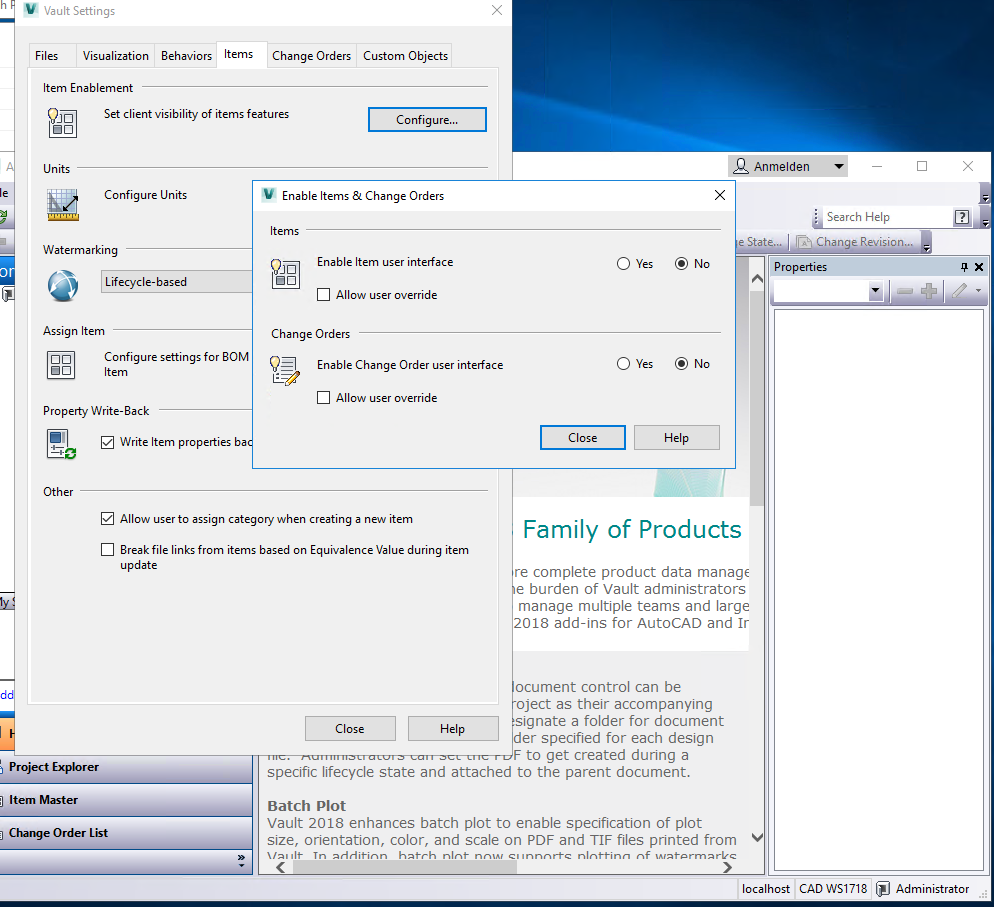 Vault Settings
Files
Visualization
Behaviors
Items
Change Orders
Custom Objects
Item Enablement
Set client visibility of items features
Configure...
Units
Configure Units
Watermarking
Lifecycle-based
Assign Item
Configure settings for BOM
Item
Property Write-Back
Write Item properties bac
Other
Allow user to assign category when creating a new item
Break file links from items based on Equivalence Value during item
update
Close
Help
Enable Items & Change Orders
Items
Enable Item user interface
Yes
No
Allow user override
Change Orders
Enable Change Order user interface
Yes
No
Allow user override
Close
Help
Anmelden
Search Help
?
e State...
Change Revision...
Properties
Family of Products
re complete product data manage
e burden of Vault administrators
manage multiple teams and large
2018 add-ins for AutoCAD and Ir
ocument control can be
roject as their accompanying
esignate a folder for document
der specified for each design
file. Administrators can set the PDF to get created during a
specific lifecycle state and attached to the parent document.
Batch Plot
Vault 2018 enhances batch plot to enable specification of plot
size, orientation, color, and scale on PDF and TIF files printed from
Vault. In addition, batch plot now supports plotting of watermarks
My S
dd
H
Project Explorer
Item Master
Change Order List
localhost
CAD WS1718
Administrator